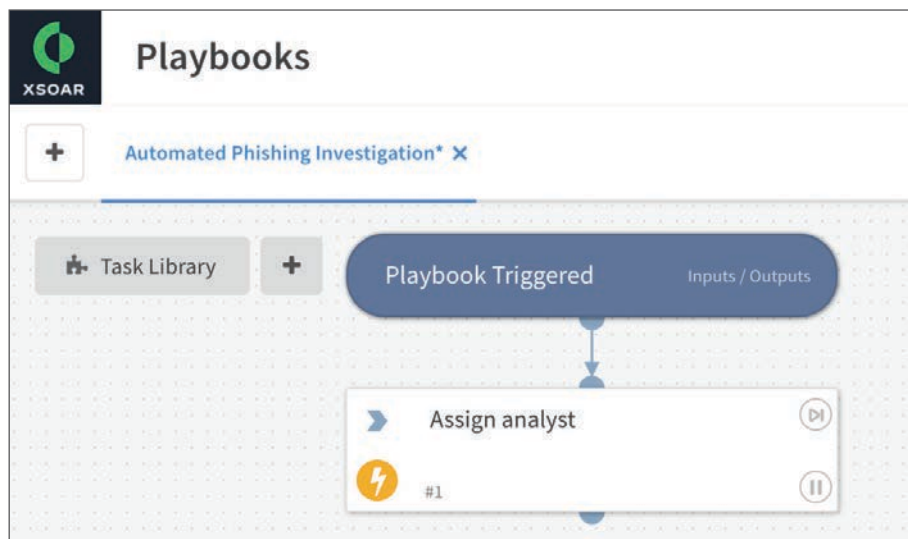 XSOAR
Playbooks
+
Automated Phishing Investigation* ×
Task Library
+
Playbook Triggered
Inputs / Outputs
Assign analyst
#1